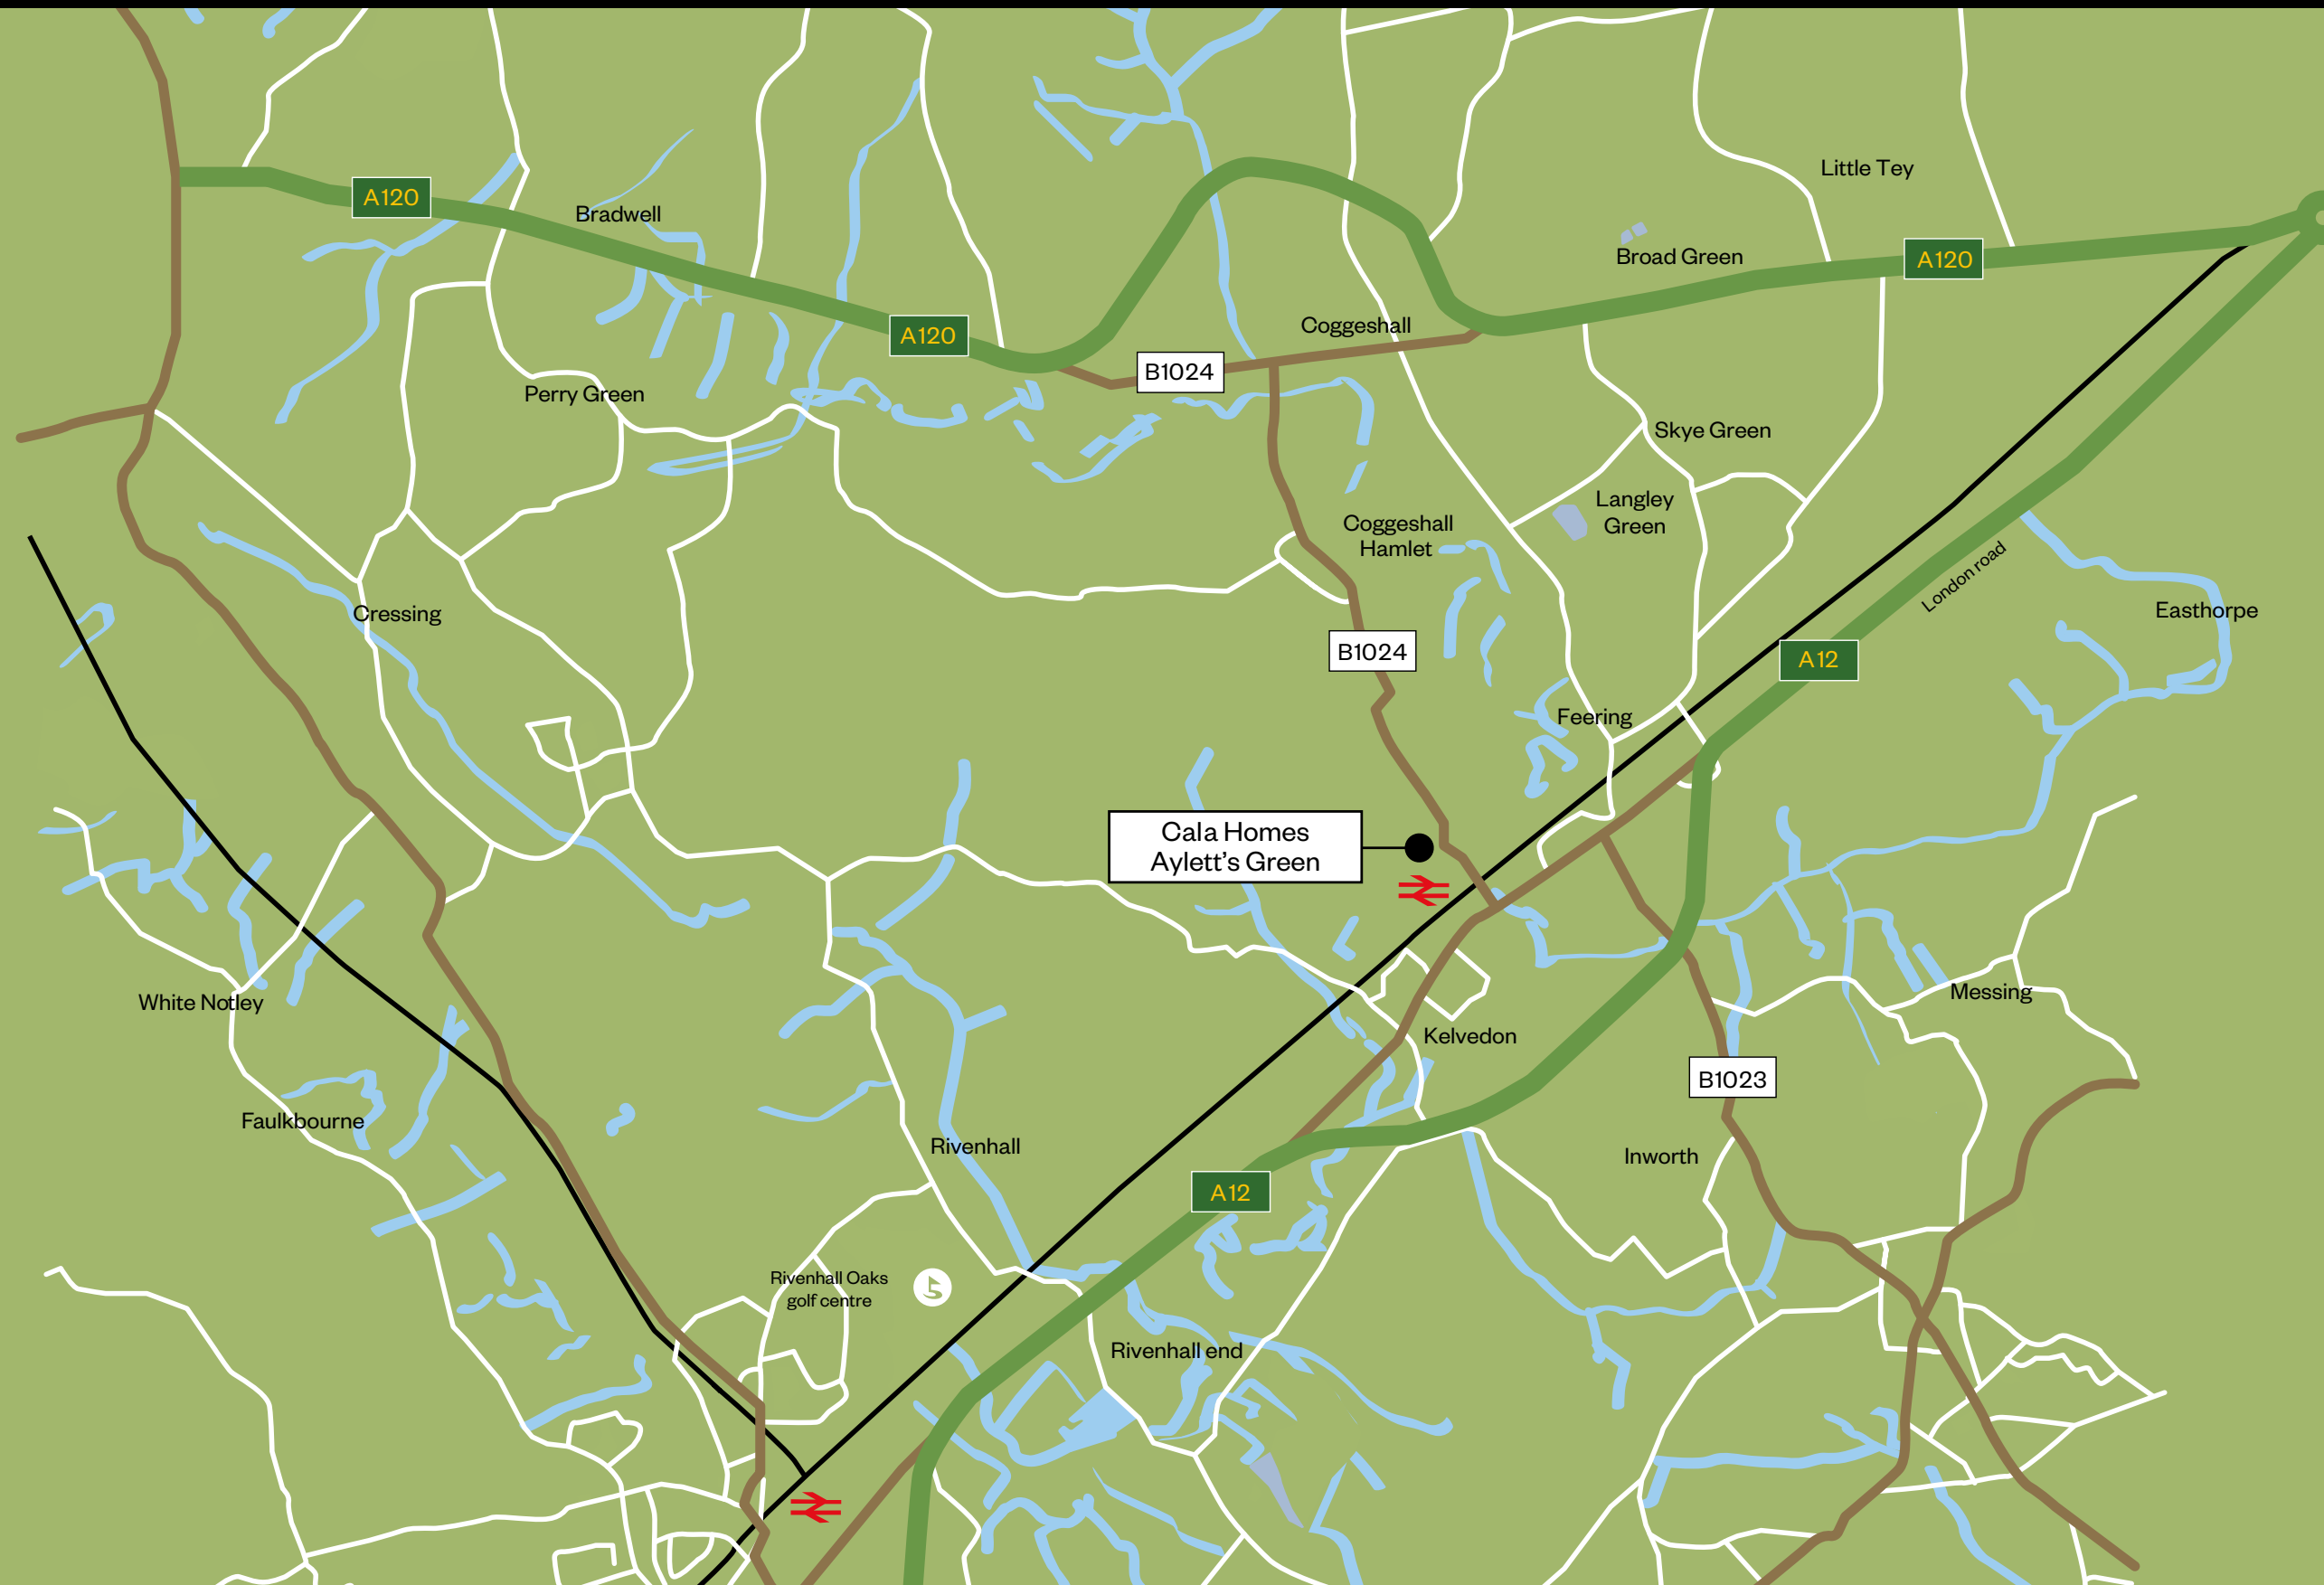 Little Tey
A120
Bradwell
Broad Green
A120
Coggeshall
A120
B1024
Perry Green
Skye Green
Langley
Green
Coggeshall
Hamlet
London road
Cressing
Easthorpe
B1024
A12
Feering
Cala Homes
Aylett's Green
White Notley
Messing
Kelvedon
B1023
Faulkbourne
Rivenhall
Inworth
A12
Rivenhall Oaks
golf centre
Rivenhall end